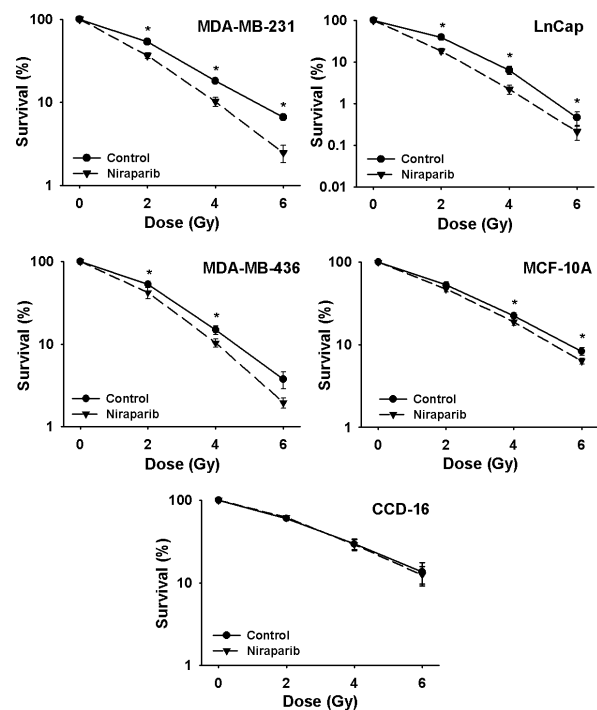 MDA-MB-231
Survival (%)
100
10
1
*
*
*
Control
Niraparib
0 2 4 6
Dose (Gy)
LnCap
Survival (%)
100
10
1
0.1
0.01
*
*
*
Control
Niraparib
0 2 4 6
Dose (Gy)
MDA-MB-436
Survival (%)
100
10
1
*
*
Control
Niraparib
0 2 4 6
Dose (Gy)
MCF-10A
Survival (%)
100
10
1
*
*
Control
Niraparib
0 2 4 6
Dose (Gy)
CCD-16
Survival (%)
100
10
1
Control
Niraparib
0 2 4 6
Dose (Gy)